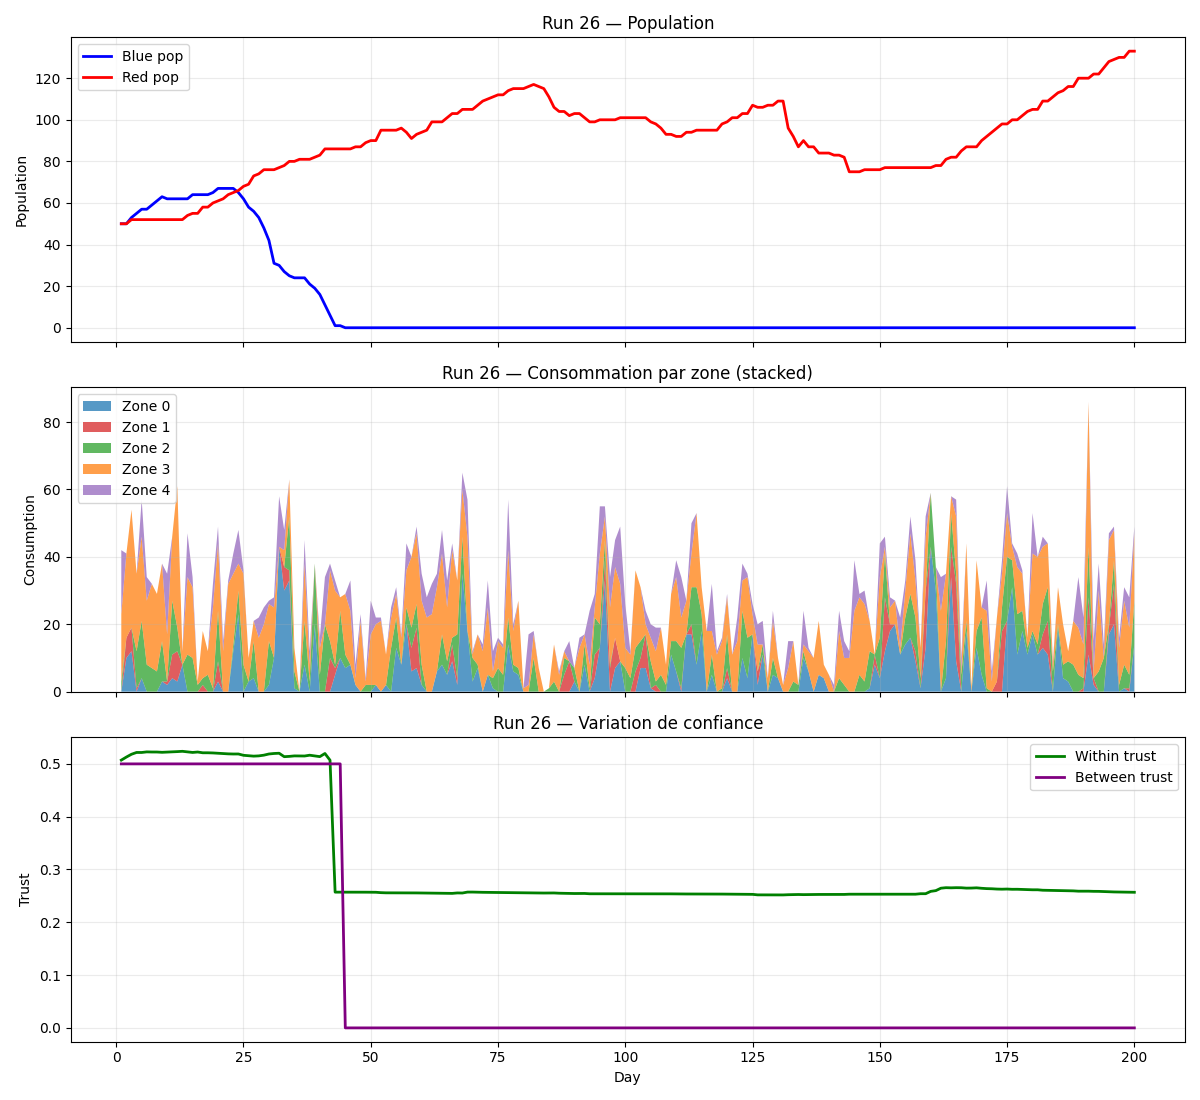 Run 26 — Population
Blue pop
Red pop
Population
120
100
80
60
40
20
0
Run 26 — Consommation par zone (stacked)
Zone 0
Zone 1
Zone 2
Zone 3
Zone 4
Consumption
80
60
40
20
0
Run 26 — Variation de confiance
Within trust
Between trust
Trust
0.5
0.4
0.3
0.2
0.1
0.0
0 25 50 75 100 125 150 175 200
Day